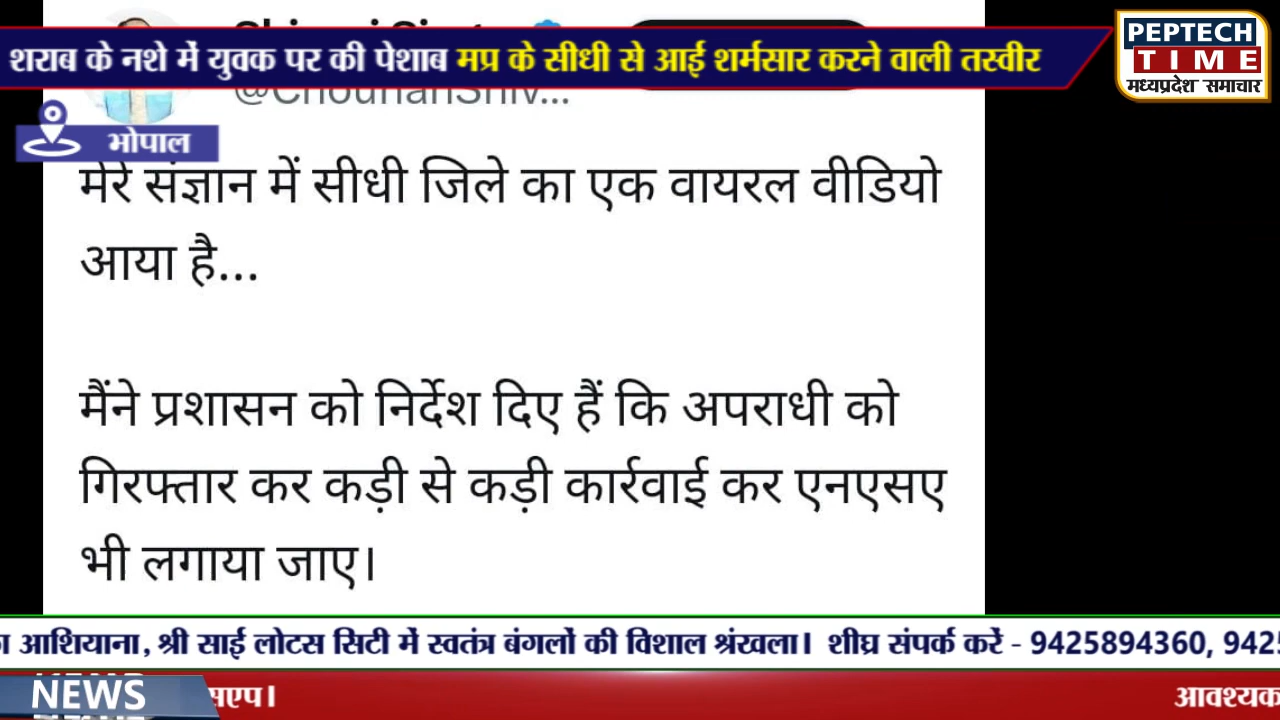 शराब के नशे में युवक पर की पेशाब मप्र के सीधी से आई शर्मसार करने वाली तस्वीर
PEPTECH
TIME
मध्यप्रदेश समाचार
@ChouhanShiv...
भोपाल
मेरे संज्ञान में सीधी जिले का एक वायरल वीडियो
आया है...
मैंने प्रशासन को निर्देश दिए हैं कि अपराधी को
गिरफ्तार कर कड़ी से कड़ी कार्रवाई कर एनएसए
भी लगाया जाए।
आशियाना, श्री साई लोटस सिटी में स्वतंत्र बंगलों की विशाल श्रंखला। शीघ्र संपर्क करें - 9425894360, 942
NEWS